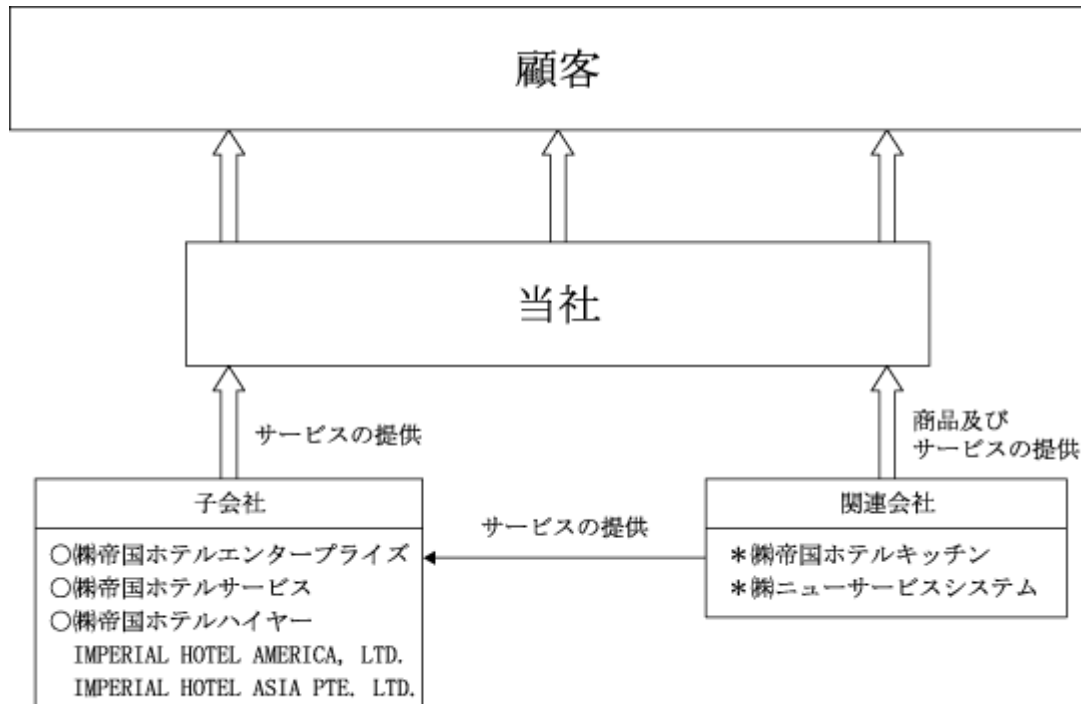 顧客
当社
サービスの提供
商品及び
サービスの提供
子会社
○㈱帝国ホテルエンタープライズ
○㈱帝国ホテルサービス
○㈱帝国ホテルハイヤー
IMPERIAL HOTEL AMERICA, LTD.
IMPERIAL HOTEL ASIA PTE. LTD.
サービスの提供
関連会社
＊㈱帝国ホテルキッチン
＊㈱ニューサービスシステム